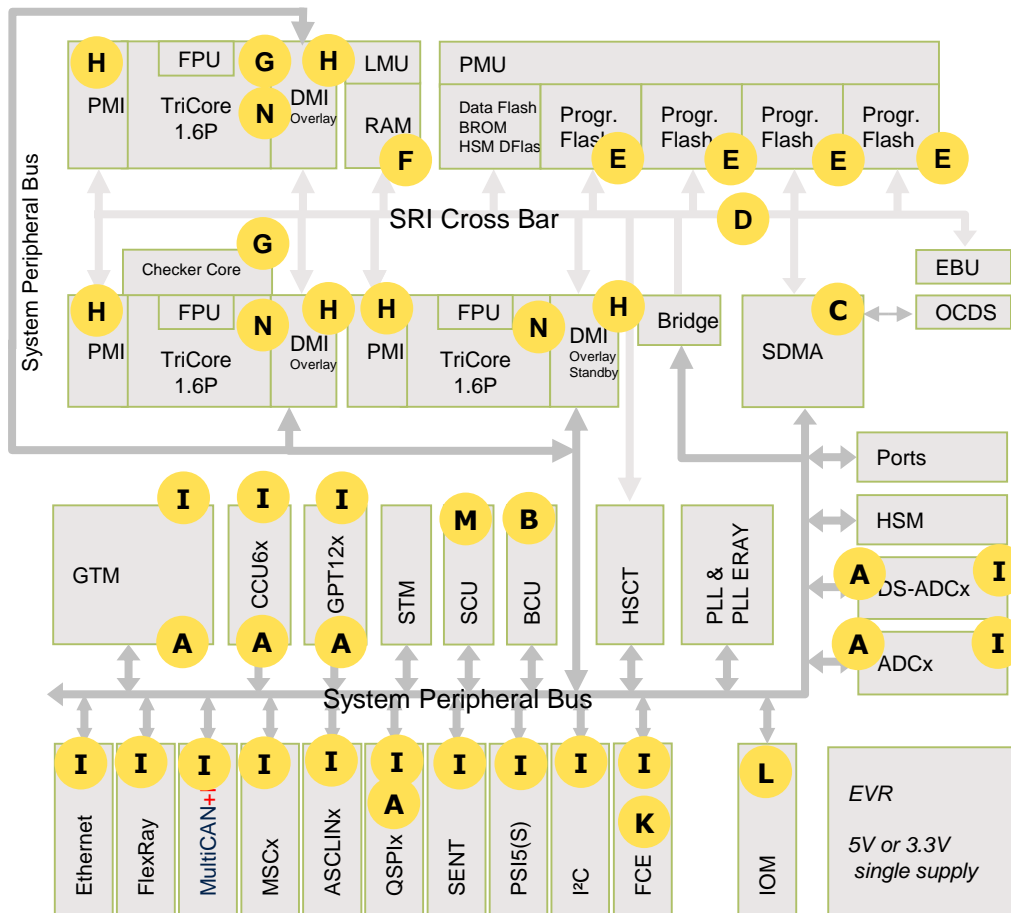 System Peripheral Bus
H
PMI
FPU
TriCore
1.6P
G
N
H
DMI
Overlay
LMU
RAM
F
PMU
Data Flash
BROM
HSM DFlas
Progr.
Flash
E
Progr.
Flash
E
Progr.
Flash
E
Progr.
Flash
E
SRI Cross Bar
D
G
Checker Core
H
PMI
FPU
TriCore
1.6P
N
H
DMI
Overlay
H
PMI
FPU
TriCore
1.6P
N
H
DMI
Overlay
Standby
Bridge
C
SDMA
EBU
OCDS
Ports
HSM
A
I
DS-ADCx
A
I
ADCx
I
GTM
A
I
CCU6x
A
I
GPT12x
A
STM
M
SCU
B
BCU
HSCT
PLL &
PLL ERAY
System Peripheral Bus
I
Ethernet
I
FlexRay
I
MultiCAN+
I
MSCx
I
ASCLINx
I
A
QSPIx
I
SENT
I
PSI5(S)
I
I²C
I
K
FCE
L
IOM
EVR
5V or 3.3V
single supply